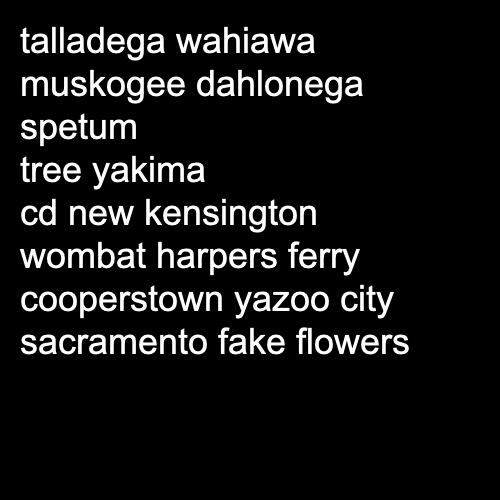 talladega wahiawa
muskogee dahlonega
spetum
tree yakima
cd new kensington
wombat harpers ferry
cooperstown yazoo city
sacramento fake flowers